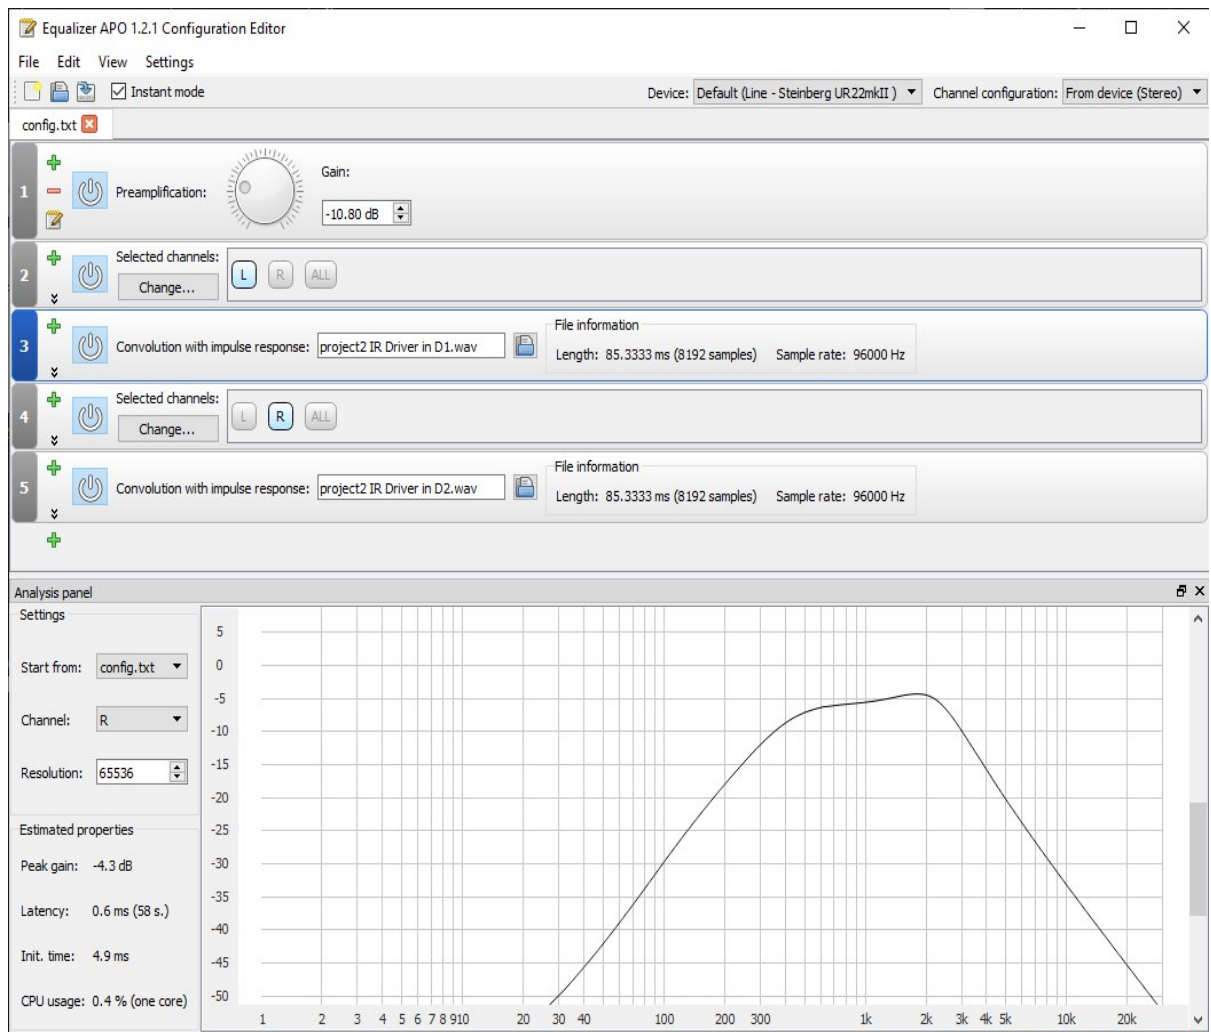 Equalizer APO 1.2.1 Configuration Editor
File Edit View Settings
Instant mode Device: Default (Line - Steinberg UR22mkII ) Channel configuration: From device (Stereo)
config.txt
1 Preamplification: Gain:
-10.80 dB
2 Selected channels: L R ALL
Change...
3 Convolution with impulse response: project2 IR Driver in D1.wav File information
Length: 85.3333 ms (8192 samples) Sample rate: 96000 Hz
4 Selected channels: L R ALL
Change...
5 Convolution with impulse response: project2 IR Driver in D2.wav File information
Length: 85.3333 ms (8192 samples) Sample rate: 96000 Hz
Analysis panel
Settings
Start from: config.txt
Channel: R
Resolution: 65536
Estimated properties
Peak gain: -4.3 dB
Latency: 0.6 ms (58 s.)
Init. time: 4.9 ms
CPU usage: 0.4 % (one core)
5
0
-5
-10
-15
-20
-25
-30
-35
-40
-45
-50
1 2 3 4 5 6 7 8 9 10 20 30 40 100 200 300 1k 2k 3k 4k 5k 10k 20k